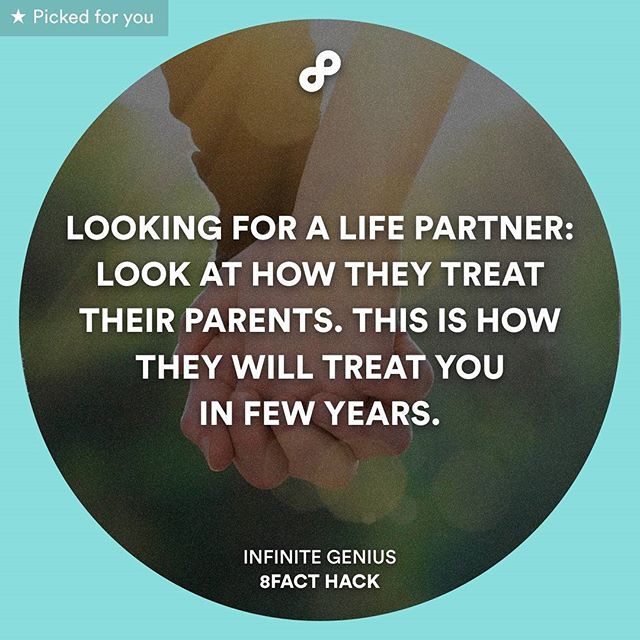 ★ Picked for you
LOOKING FOR A LIFE PARTNER:
LOOK AT HOW THEY TREAT
THEIR PARENTS. THIS IS HOW
THEY WILL TREAT YOU
IN FEW YEARS.
INFINITE GENIUS
8FACT HACK